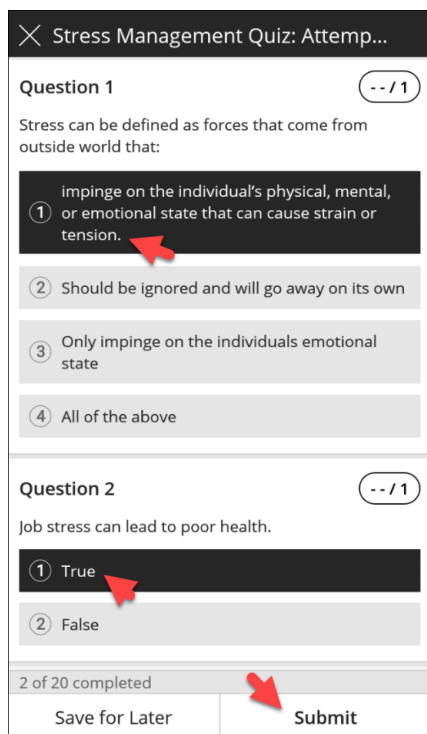 Stress Management Quiz: Attemp...
Question 1
- - / 1
Stress can be defined as forces that come from
outside world that:
1 impinge on the individual's physical, mental,
or emotional state that can cause strain or
tension.
2 Should be ignored and will go away on its own
3 Only impinge on the individuals emotional
state
4 All of the above
Question 2
- - / 1
Job stress can lead to poor health.
1 True
2 False
2 of 20 completed
Save for Later
Submit